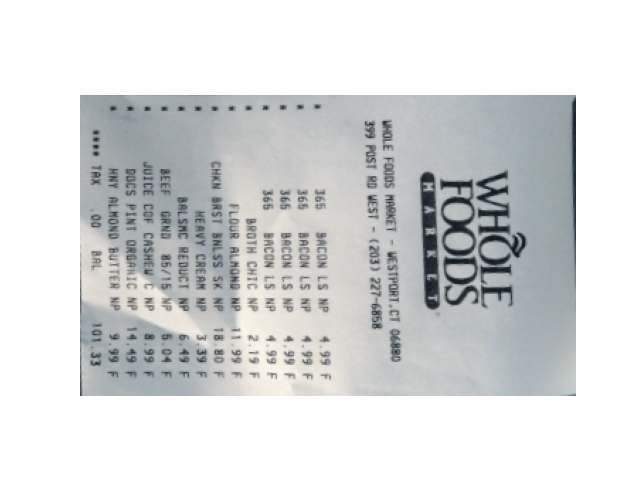 WHOLE
FOODS
MARKET
WHOLE FOODS MARKET - WESTPORT,CT 06880
399 POST RD WEST - (203) 227-6858
* 365 BACON LS NP 4.99 F
* 365 BACON LS NP 4.99 F
* 365 BACON LS NP 4.99 F
* 365 BACON LS NP 4.99 F
* BROTH CHIC NP 2.19 F
* FLOUR ALMOND NP 11.99 F
* CHKN BRST BNLSS SK NP 18.80 F
* HEAVY CREAM NP 3.39 F
* BALSMC REDUCT NP 6.49 F
* BEEF GRND 85/15 NP 5.04 F
* JUICE COF CASHEW C NP 8.99 F
* DOCS PINT ORGANIC NP 14.49 F
* HNY ALMOND BUTTER NP 9.99 F
**** TAX .00 BAL 101.33